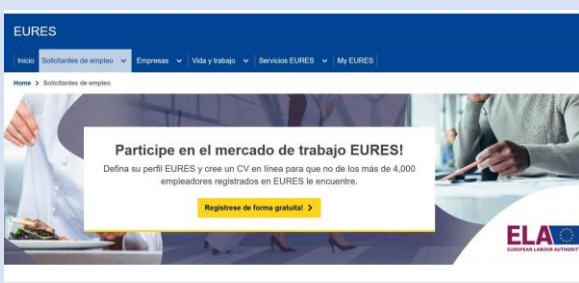 EURES
Inicio Solicitantes de empleo Empresas Vida y trabajo Servicios EURES My EURES
Home > Solicitantes de empleo
Participe en el mercado de trabajo EURES!
Defina su perfil EURES y cree un CV en línea para que no de los más de 4,000
empleadores registrados en EURES le encuentre.
Regístrese de forma gratuita! >
ELA
EUROPEAN LABOUR AUTHORITY